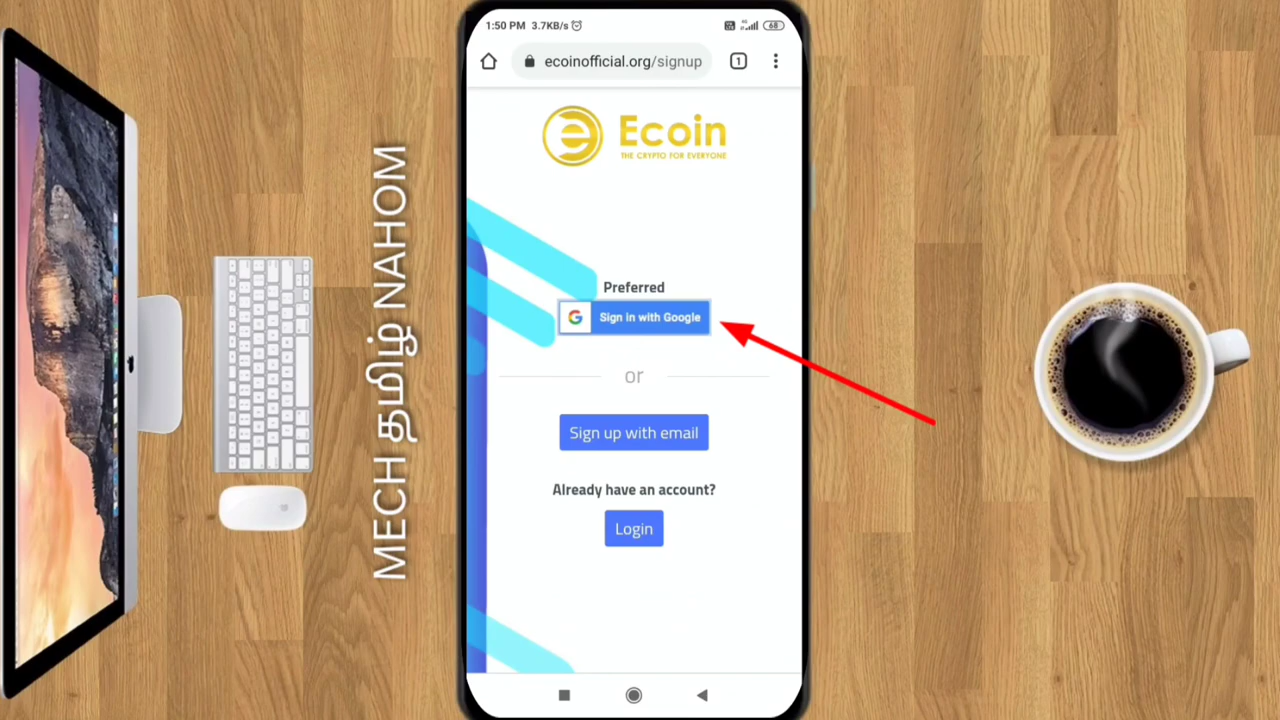 1:50 PM 3.7KB/s
68
ecoinofficial.org/signup
1
Ecoin
THE CRYPTO FOR EVERYONE
Preferred
Sign in with Google
or
Sign up with email
Already have an account?
Login
MECH தமிழ் NAHOM